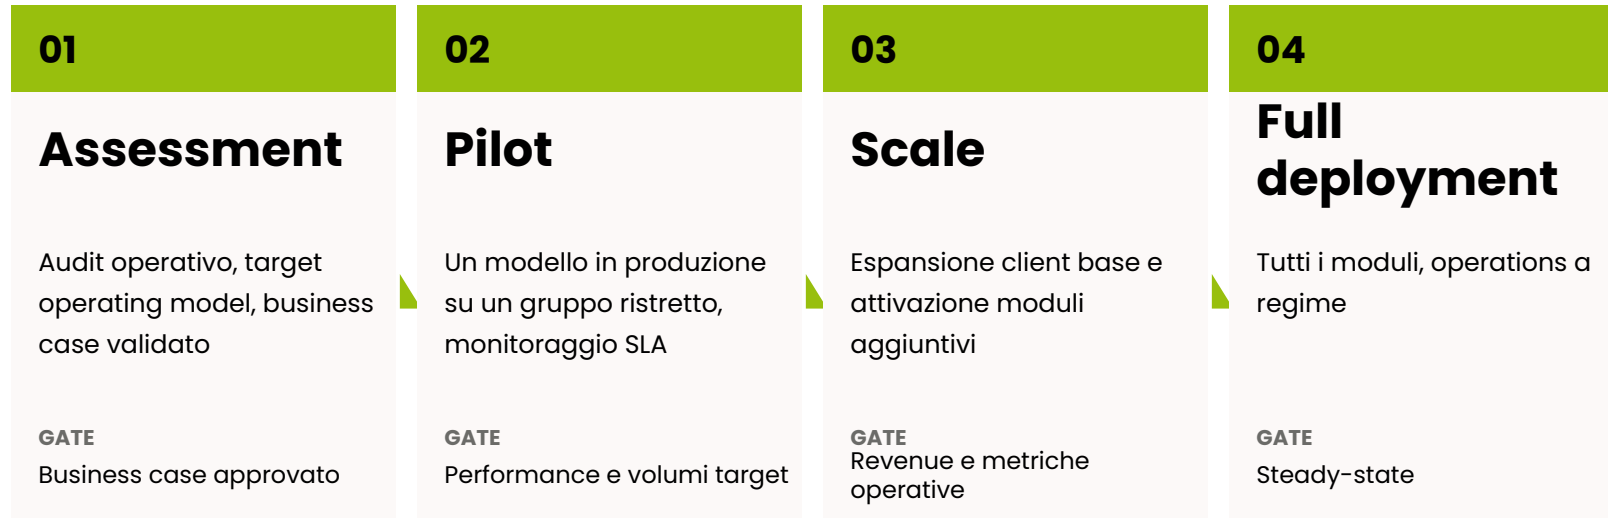 01
Assessment
Audit operativo, target
operating model, business
case validato
GATE
Business case approvato
02
Pilot
Un modello in produzione
su un gruppo ristretto,
monitoraggio SLA
GATE
Performance e volumi target
03
Scale
Espansione client base e
attivazione moduli
aggiuntivi
GATE
Revenue e metriche
operative
04
Full
deployment
Tutti i moduli, operations a
regime
GATE
Steady-state